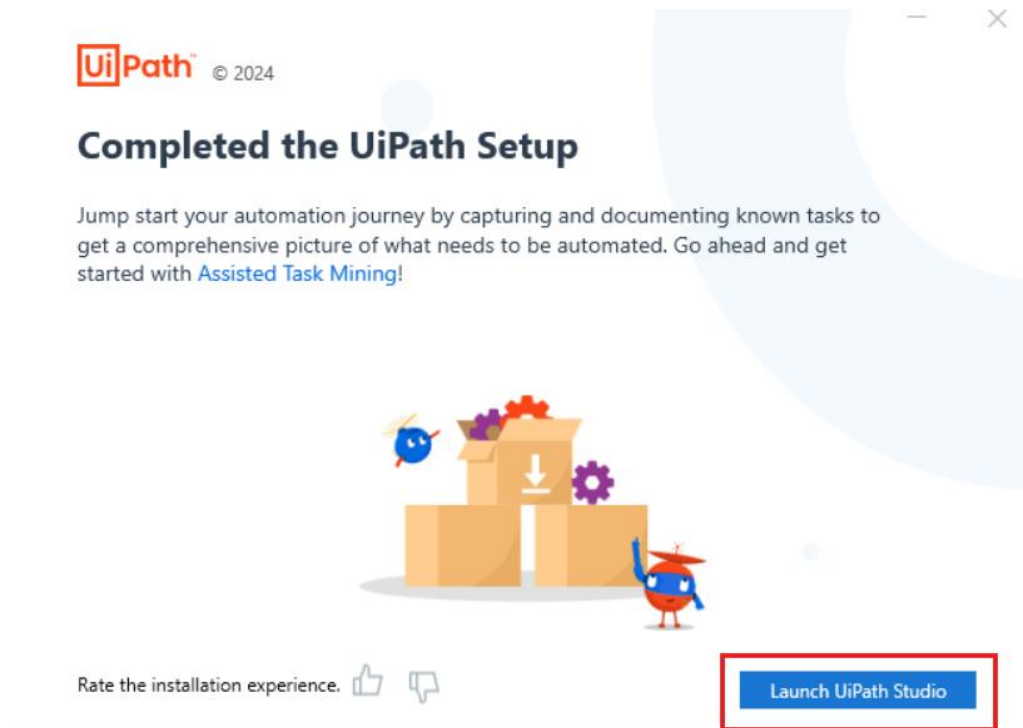 UiPath™ © 2024
Completed the UiPath Setup
Jump start your automation journey by capturing and documenting known tasks to
get a comprehensive picture of what needs to be automated. Go ahead and get
started with Assisted Task Mining!
Rate the installation experience.
Launch UiPath Studio